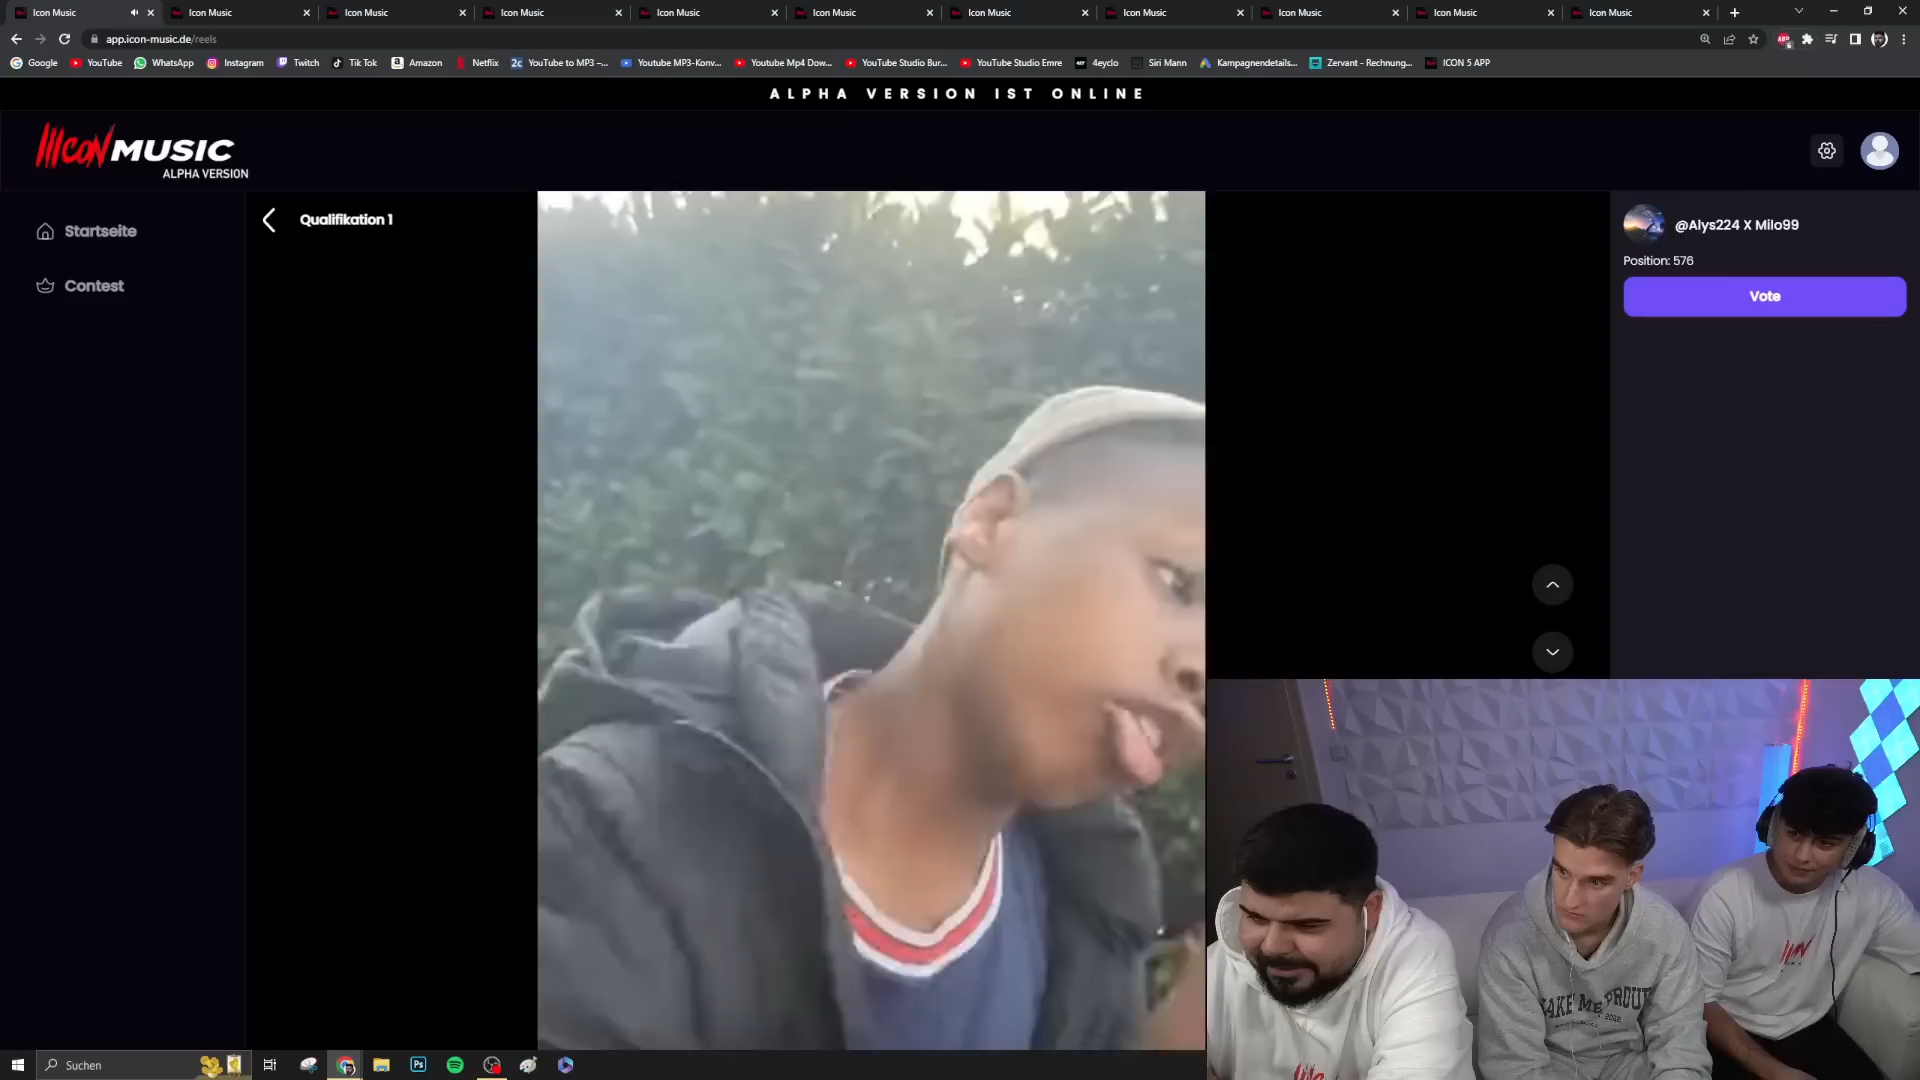 Icon Music
Icon Music
Icon Music
Icon Music
Icon Music
Icon Music
Icon Music
Icon Music
Icon Music
Icon Music
Icon Music
app.icon-music.de/reels
Google
YouTube
WhatsApp
Instagram
Twitch
Tik Tok
Amazon
Netflix
YouTube to MP3 –...
Youtube MP3-Konv...
Youtube Mp4 Dow...
YouTube Studio Bur...
YouTube Studio Emre
4eyclo
Siri Mann
Kampagnendetails...
Zervant - Rechnung...
ICON 5 APP
ALPHA VERSION IST ONLINE
ICON MUSIC
ALPHA VERSION
Startseite
Contest
Qualifikation 1
@Alys224 X Milo99
Position: 576
Vote
Suchen